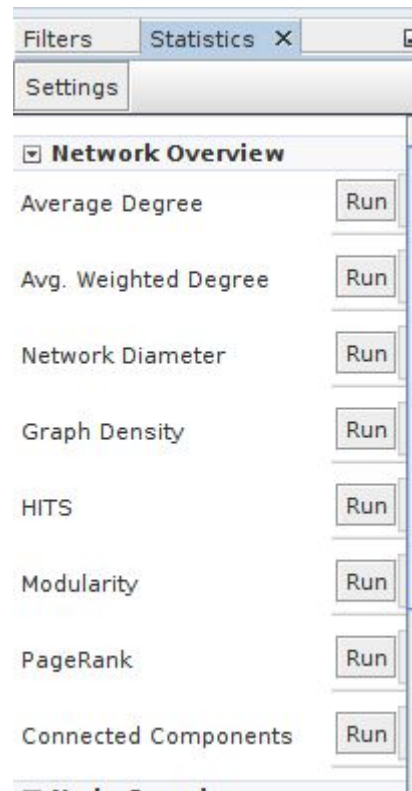 Filters Statistics X
Settings
Network Overview
Average Degree Run
Avg. Weighted Degree Run
Network Diameter Run
Graph Density Run
HITS Run
Modularity Run
PageRank Run
Connected Components Run